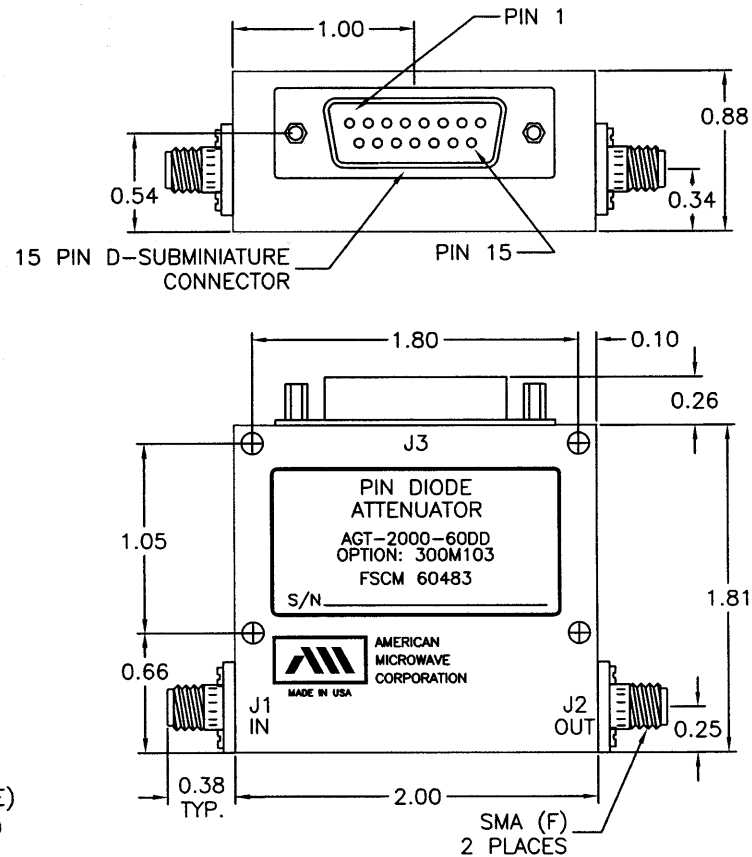 1.00
PIN 1
0.88
0.54
0.34
15 PIN D-SUBMINIATURE
CONNECTOR
PIN 15
1.80
0.10
0.26
J3
PIN DIODE
ATTENUATOR
AGT-2000-60DD
OPTION: 300M103
FSCM 60483
S/N
1.05
1.81
0.66
AMERICAN
MICROWAVE
CORPORATION
MADE IN USA
J1
IN
J2
OUT
0.25
0.38
TYP.
2.00
SMA (F)
2 PLACES